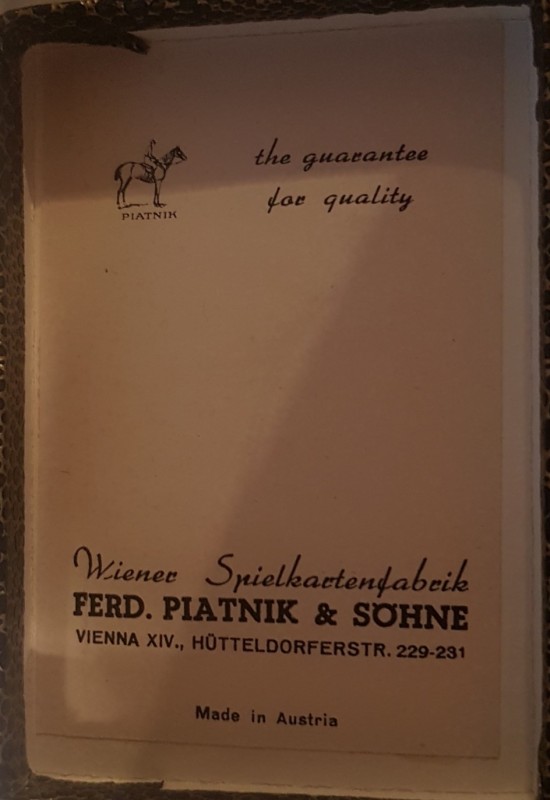 the guarantee
for quality
PIATNIK
Wiener Spielkartenfabrik
FERD. PIATNIK & SÖHNE
VIENNA XIV., HÜTTELDORFERSTR. 229-231
Made in Austria